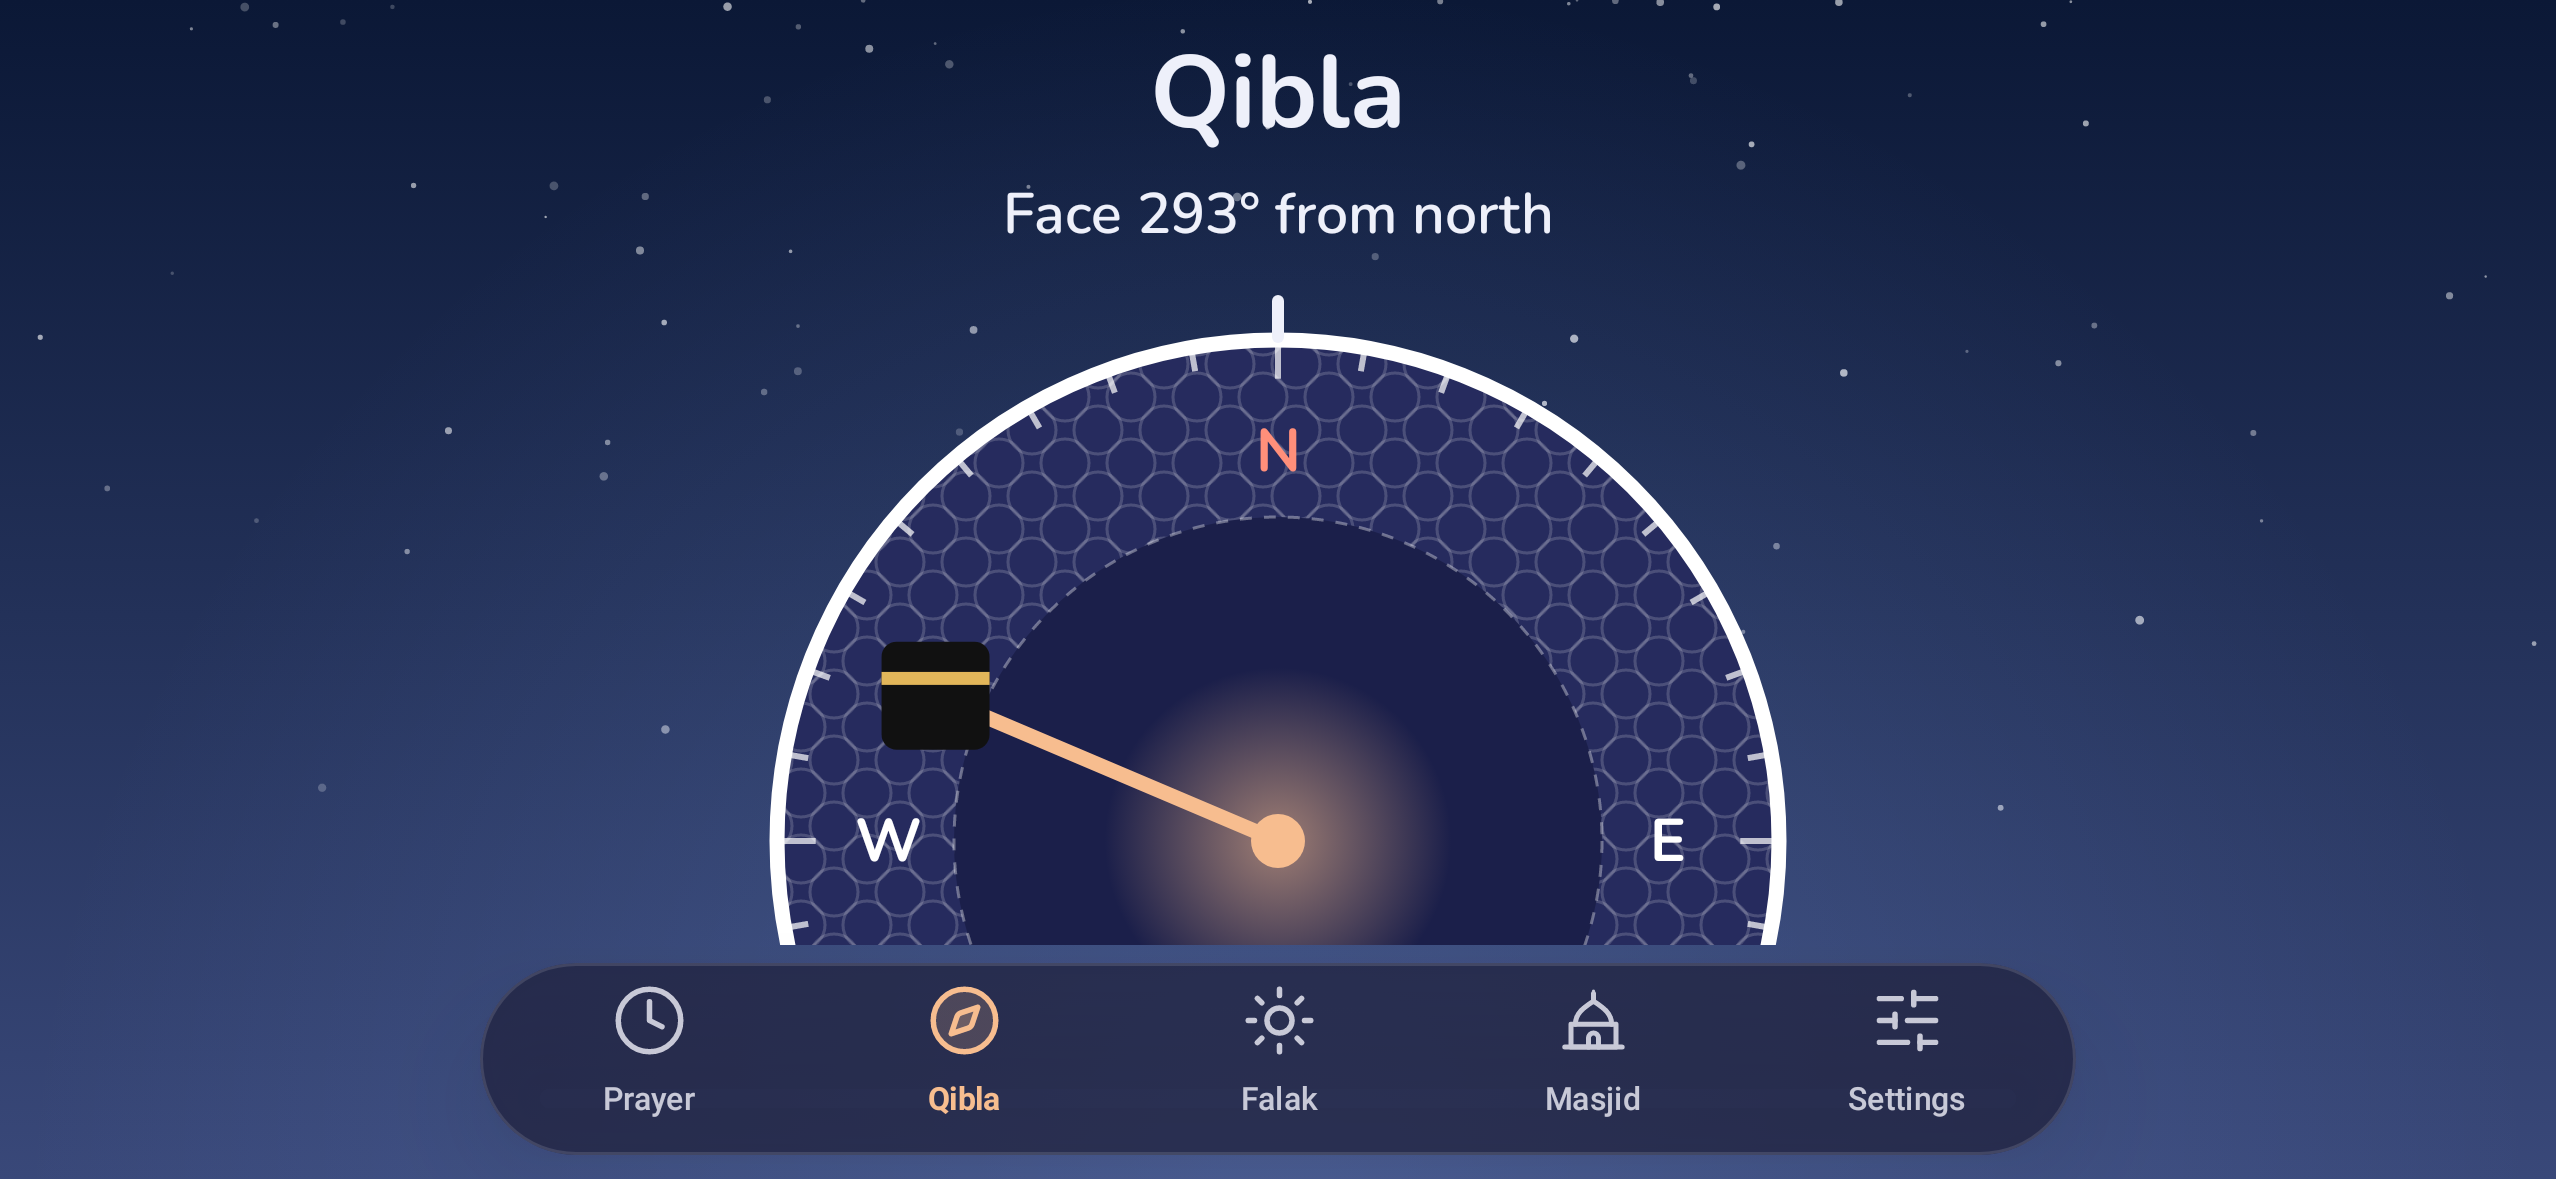 Qibla
Face 293° from north
N
W
E
Prayer
Qibla
Falak
Masjid
Settings